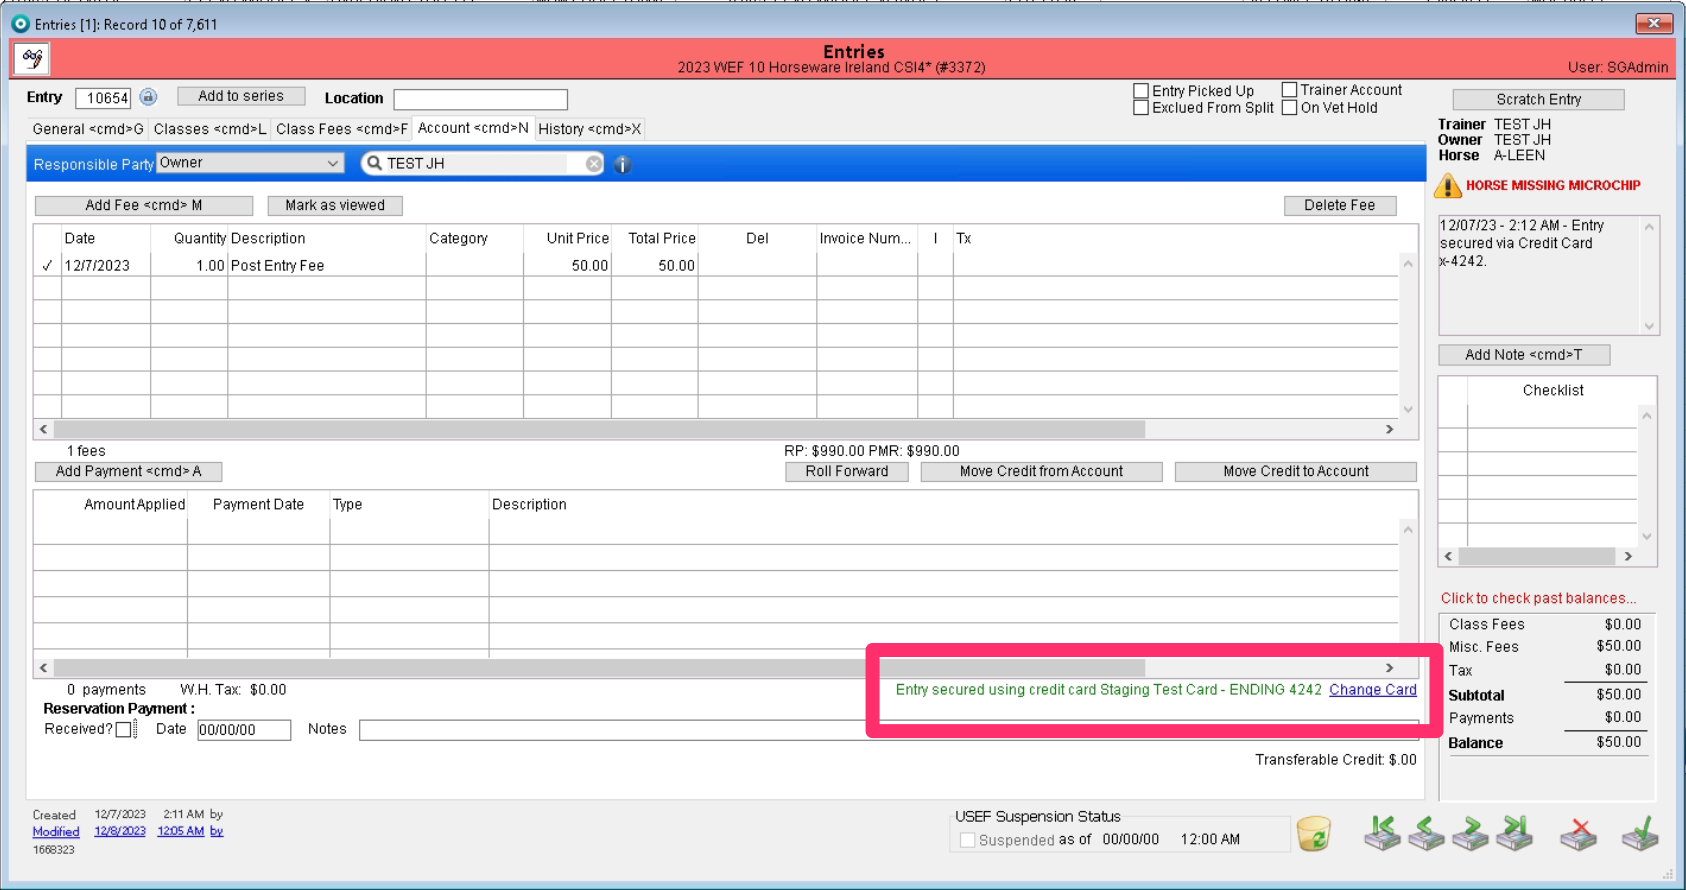 Entries [1]: Record 10 of 7,611
Entries
2023 WEF 10 Horseware Ireland CSI4* (#3372)
User: SGAdmin
Entry 10654 Add to series Location
Entry Picked Up Trainer Account
Exclued From Split On Vet Hold
Scratch Entry
General <cmd>G Classes <cmd>L Class Fees <cmd>F Account <cmd>N History <cmd>X
Trainer TEST JH
Owner TEST JH
Horse A-LEEN
Responsible Party Owner TEST JH
HORSE MISSING MICROCHIP
Add Fee <cmd> M Mark as viewed Delete Fee
12/07/23 - 2:12 AM - Entry
secured via Credit Card
x-4242.
Date Quantity Description Category Unit Price Total Price Del Invoice Num... I Tx
✓ 12/7/2023 1.00 Post Entry Fee 50.00 50.00
Add Note <cmd>T
Checklist
1 fees RP: $990.00 PMR: $990.00
Add Payment <cmd> A Roll Forward Move Credit from Account Move Credit to Account
Amount Applied Payment Date Type Description
Click to check past balances...
Class Fees $0.00
Misc. Fees $50.00
Tax $0.00
Subtotal $50.00
Payments $0.00
Balance $50.00
0 payments W.H. Tax: $0.00 Entry secured using credit card Staging Test Card - ENDING 4242 Change Card
Reservation Payment :
Received? Date 00/00/00 Notes
Transferable Credit: $.00
Created 12/7/2023 2:11 AM by
Modified 12/8/2023 12:05 AM by
1668323
USEF Suspension Status
Suspended as of 00/00/00 12:00 AM